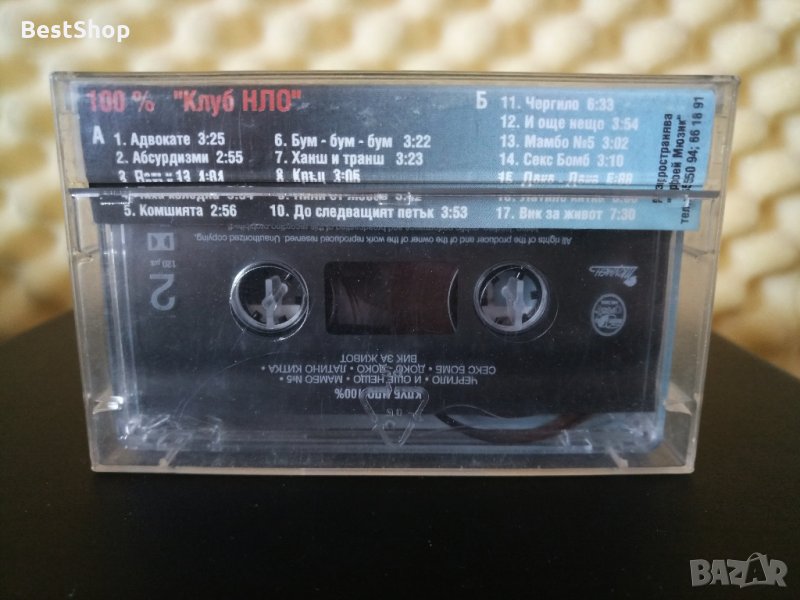 BestShop
100 % "Клуб НЛО"
А
1. Адвокате 3:25
2. Абсурдизми 2:55
5. Комшията 2:56
6. Бум - бум - бум 3:22
7. Ханш и транш 3:23
8. Кръц 3:05
10. До следващият петък 3:53
Б
11. Чергило 6:33
12. И още нещо 3:54
13. Мамбо №5 3:02
14. Секс Бомб 3:10
17. Вик за живот 7:30
All rights of the producer and of the owner of the work reproduced reserved. Unauthorized copying,
2
КЛУБ НЛО 100%
ЧЕРГИЛО • И ОЩЕ НЕЩО • МАМБО №5 •
СЕКС БОМБ • ДОКО - ДОКО • ЛАТИНО КИТКА •
ВИК ЗА ЖИВОТ
BAZAR